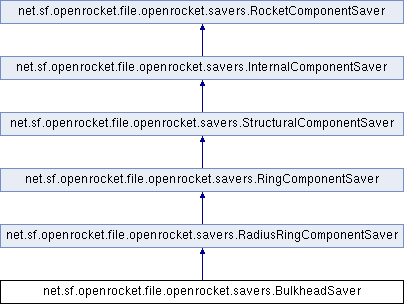 net.sf.openrocket.file.openrocket.savers.RocketComponentSaver
net.sf.openrocket.file.openrocket.savers.InternalComponentSaver
net.sf.openrocket.file.openrocket.savers.StructuralComponentSaver
net.sf.openrocket.file.openrocket.savers.RingComponentSaver
net.sf.openrocket.file.openrocket.savers.RadiusRingComponentSaver
net.sf.openrocket.file.openrocket.savers.BulkheadSaver